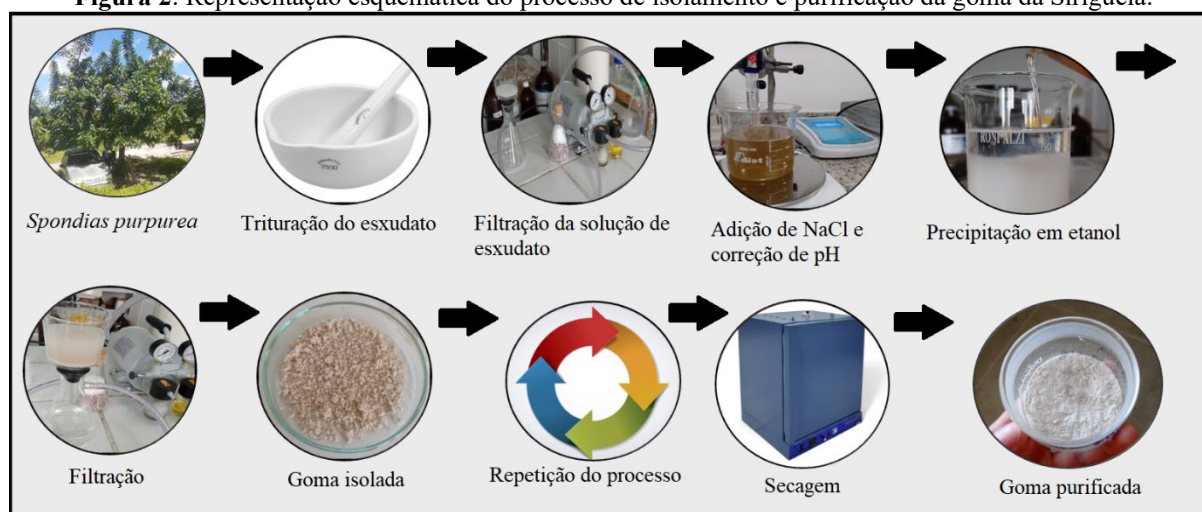 Figura 2. Representação esquemática do processo de isolamento e purificação da goma da Siriguela.
Spondias purpurea
Trituração do esxudato
Filtração da solução de
esxudato
Adição de NaCl e
correção de pH
Precipitação em etanol
Filtração
Goma isolada
Repetição do processo
Secagem
Goma purificada